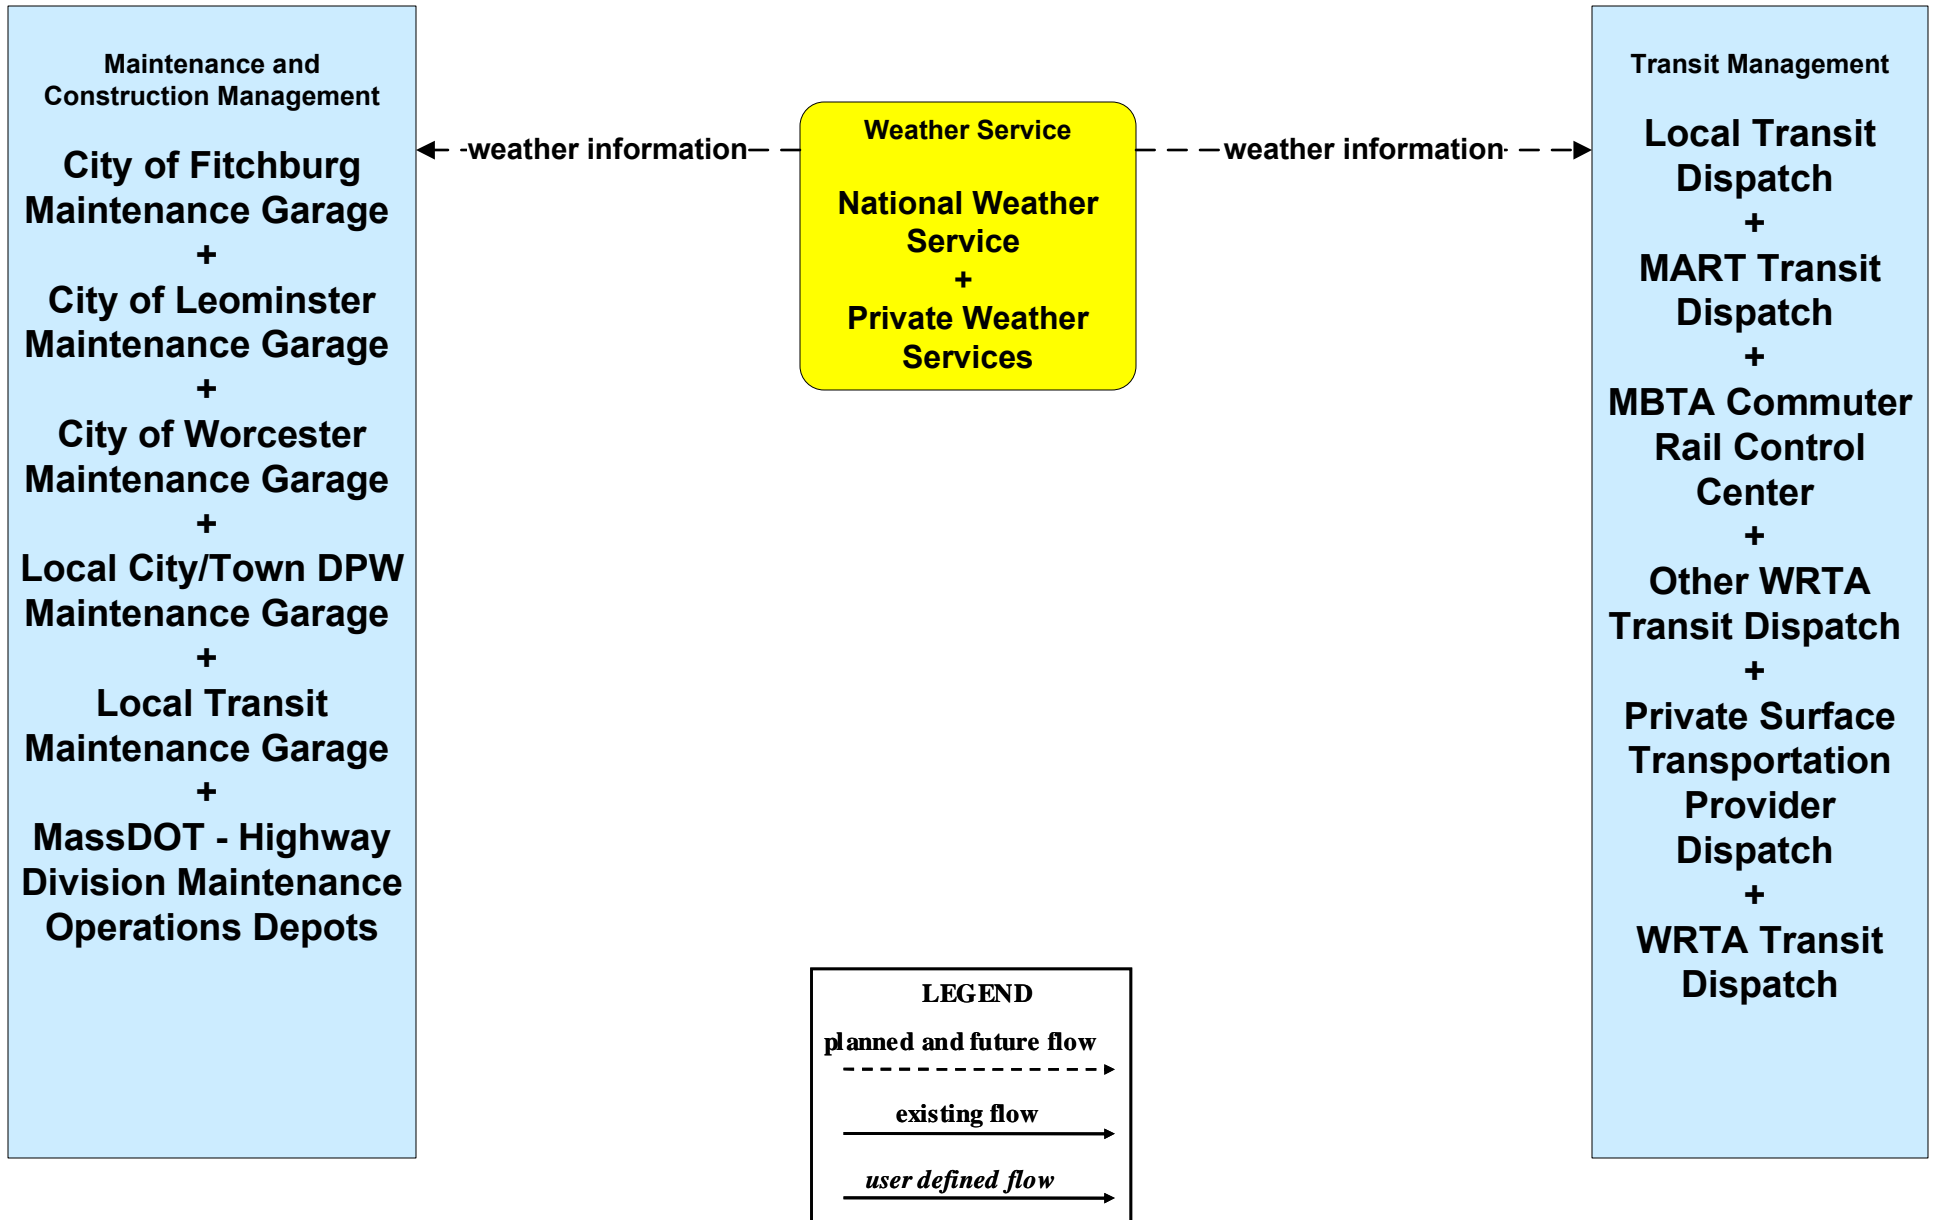 Maintenance and
Construction Management
City of Fitchburg
Maintenance Garage
+
City of Leominster
Maintenance Garage
+
City of Worcester
Maintenance Garage
+
Local City/Town DPW
Maintenance Garage
+
Local Transit
Maintenance Garage
+
MassDOT - Highway
Division Maintenance
Operations Depots
weather information
Weather Service
National Weather
Service
+
Private Weather
Services
weather information
Transit Management
Local Transit
Dispatch
+
MART Transit
Dispatch
+
MBTA Commuter
Rail Control
Center
+
Other WRTA
Transit Dispatch
+
Private Surface
Transportation
Provider
Dispatch
+
WRTA Transit
Dispatch
LEGEND
planned and future flow
existing flow
user defined flow